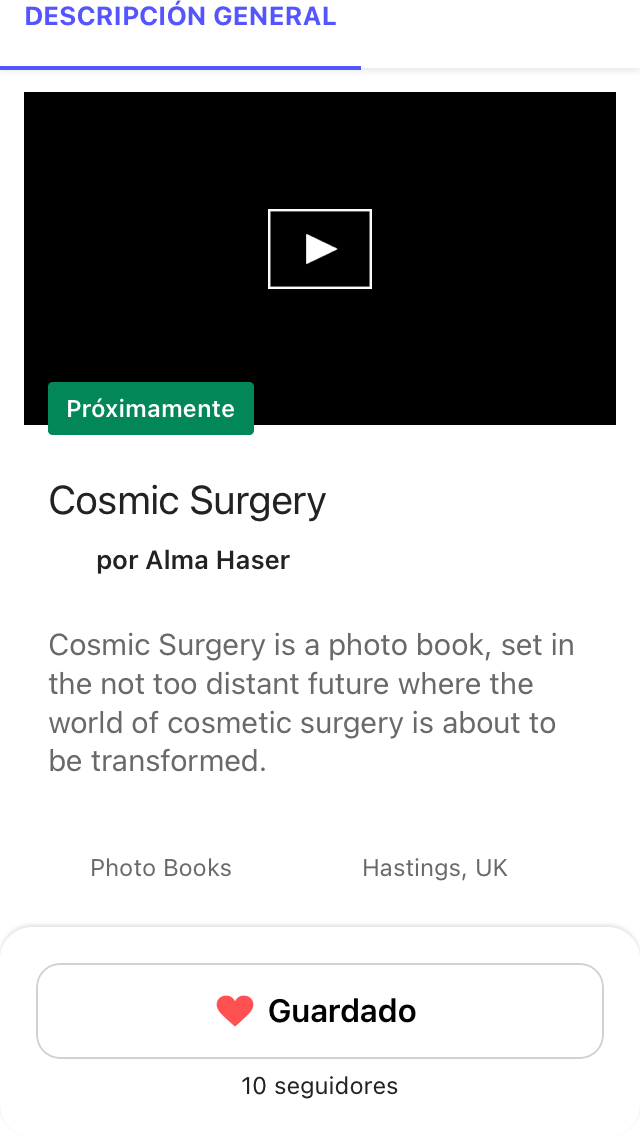 DESCRIPCIÓN GENERAL
Próximamente
Cosmic Surgery
por Alma Haser
Cosmic Surgery is a photo book, set in
the not too distant future where the
world of cosmetic surgery is about to
be transformed.
Photo Books
Hastings, UK
Guardado
10 seguidores